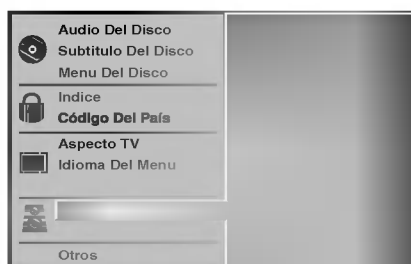 Audio Del Disco
Subtitulo Del Disco
Menu Del Disco
Indice
Código Del País
Aspecto TV
Idioma Del Menu
Otros